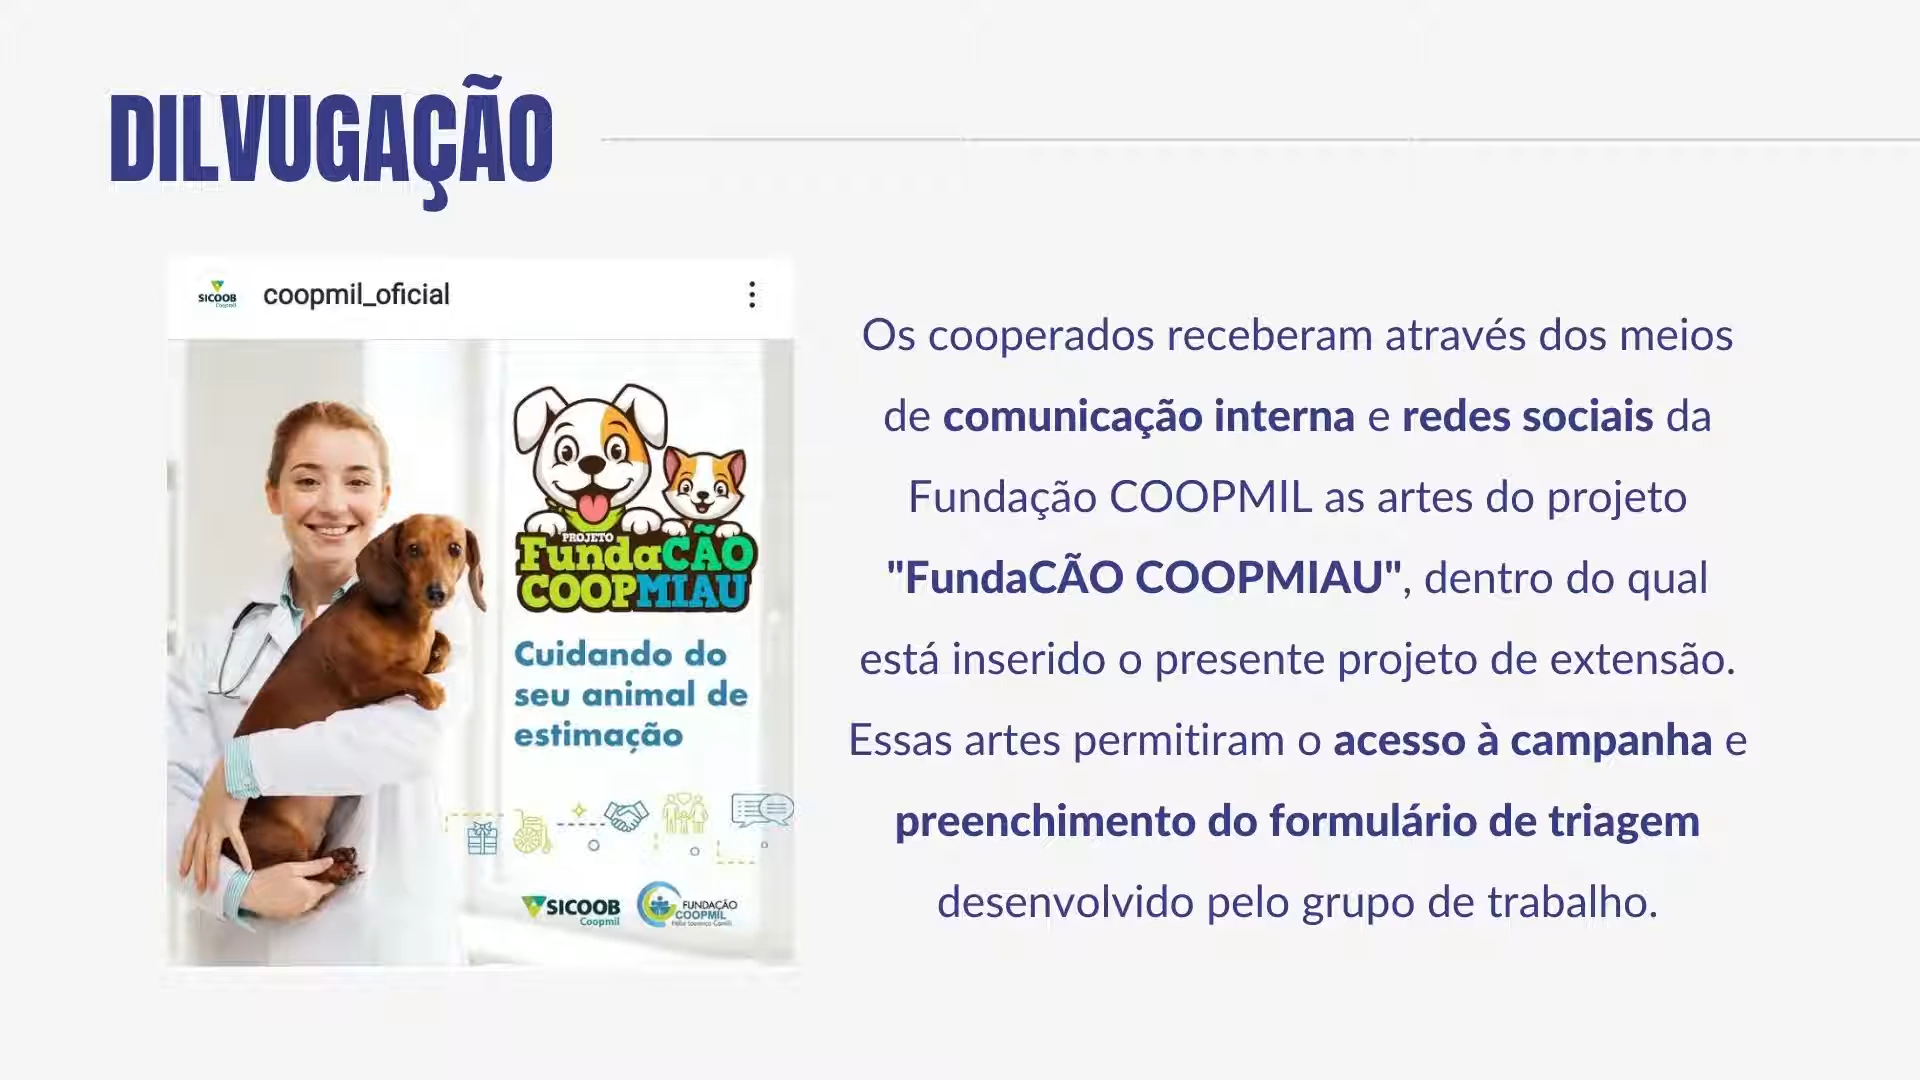 DILVUGAÇÃO
SICOOB
Coopmil
coopmil_oficial
PROJETO
FundaCÃO
COOPMIAU
Cuidando do
seu animal de
estimação
SICOOB
Coopmil
FUNDAÇÃO
COOPMIL
Os cooperados receberam através dos meios
de comunicação interna e redes sociais da
Fundação COOPMIL as artes do projeto
"FundaCÃO COOPMIAU", dentro do qual
está inserido o presente projeto de extensão.
Essas artes permitiram o acesso à campanha e
preenchimento do formulário de triagem
desenvolvido pelo grupo de trabalho.